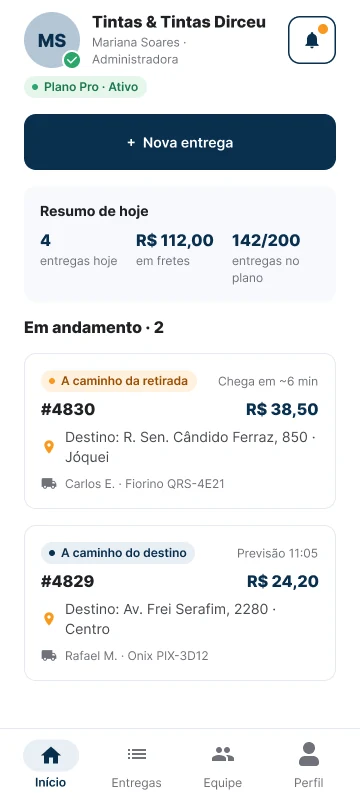 MS
Tintas & Tintas Dirceu
Mariana Soares ·
Administradora
Plano Pro · Ativo
+ Nova entrega
Resumo de hoje
4
entregas hoje
R$ 112,00
em fretes
142/200
entregas no
plano
Em andamento · 2
A caminho da retirada
Chega em ~6 min
#4830
R$ 38,50
Destino: R. Sen. Cândido Ferraz, 850 ·
Jóquei
Carlos E. · Fiorino QRS-4E21
A caminho do destino
Previsão 11:05
#4829
R$ 24,20
Destino: Av. Frei Serafim, 2280 ·
Centro
Rafael M. · Onix PIX-3D12
Início
Entregas
Equipe
Perfil